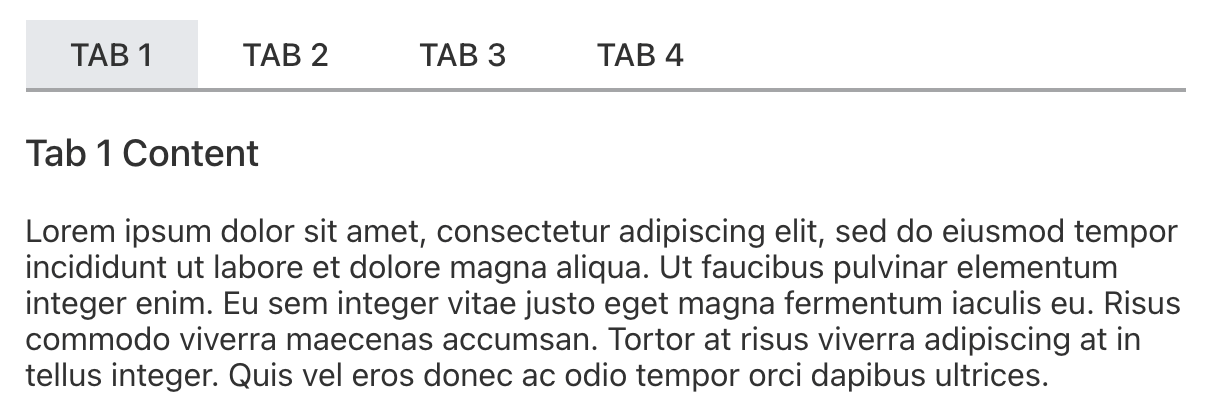 TAB 1 TAB 2 TAB 3 TAB 4
Tab 1 Content
Lorem ipsum dolor sit amet, consectetur adipiscing elit, sed do eiusmod tempor
incididunt ut labore et dolore magna aliqua. Ut faucibus pulvinar elementum
integer enim. Eu sem integer vitae justo eget magna fermentum iaculis eu. Risus
commodo viverra maecenas accumsan. Tortor at risus viverra adipiscing at in
tellus integer. Quis vel eros donec ac odio tempor orci dapibus ultrices.